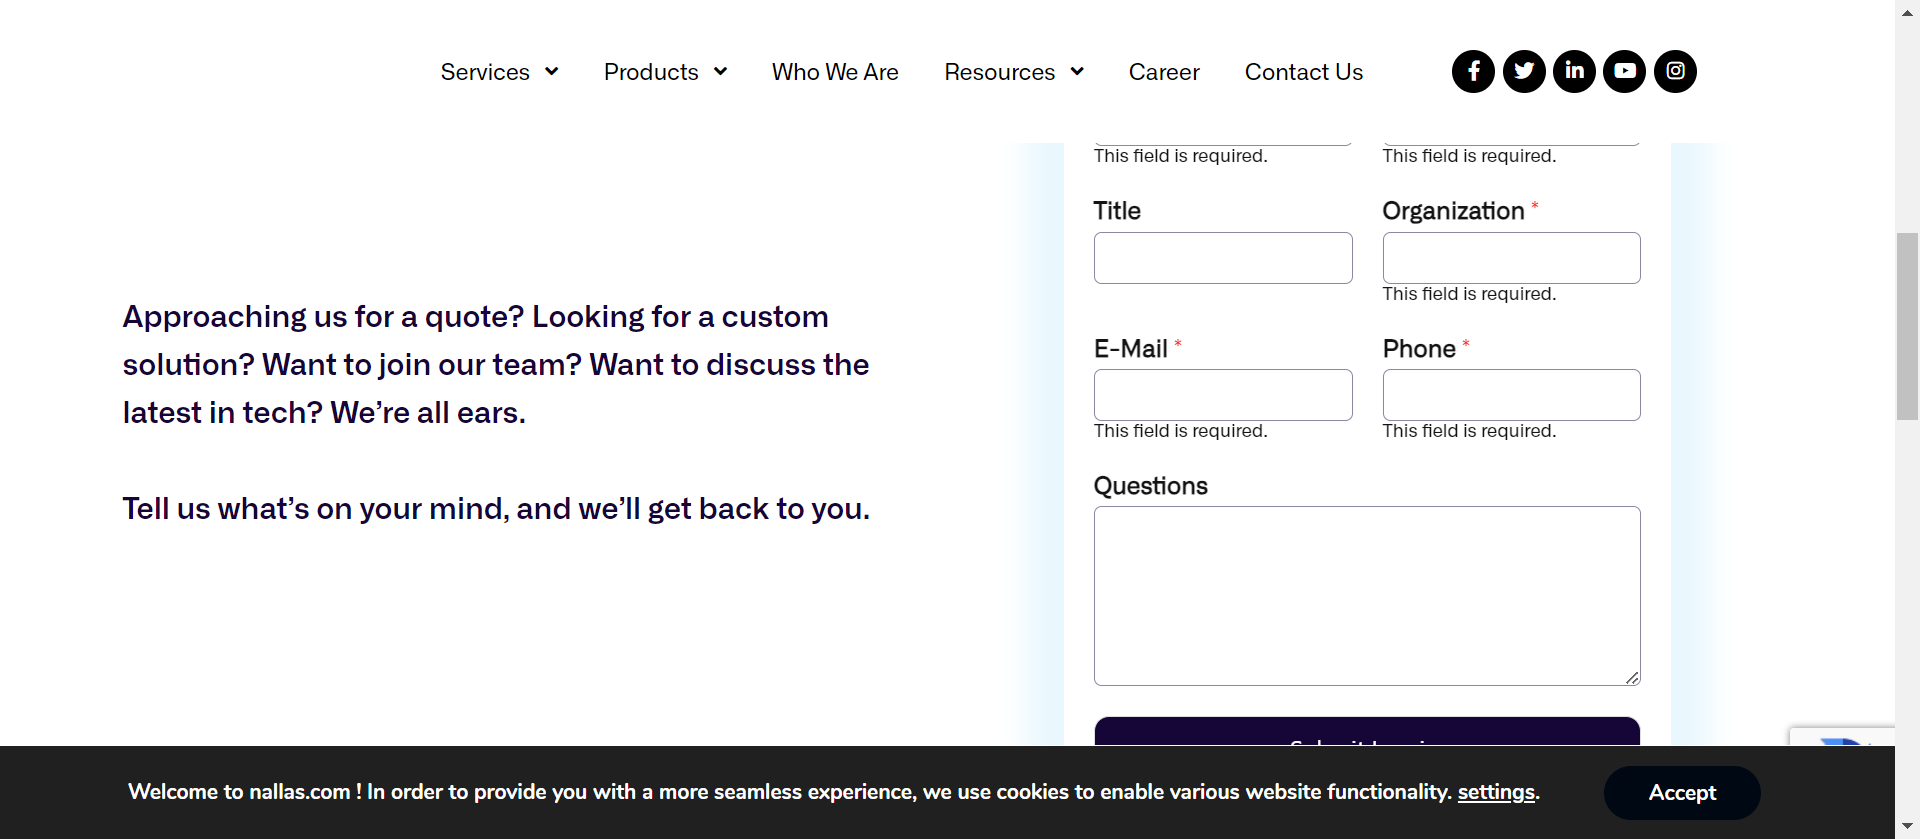 Services Products Who We Are Resources Career Contact Us
This field is required. This field is required.
Title Organization *
This field is required.
E-Mail * Phone *
This field is required. This field is required.
Questions
Approaching us for a quote? Looking for a custom
solution? Want to join our team? Want to discuss the
latest in tech? We’re all ears.
Tell us what’s on your mind, and we’ll get back to you.
Welcome to nallas.com ! In order to provide you with a more seamless experience, we use cookies to enable various website functionality. settings.
Accept